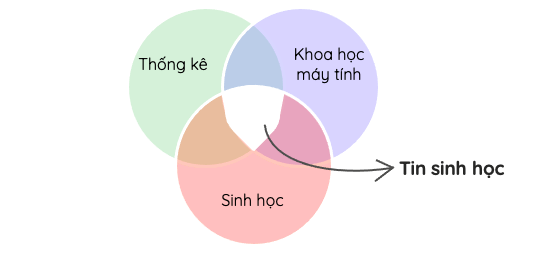 Thống kê
Khoa học
máy tính
Tin sinh học
Sinh học